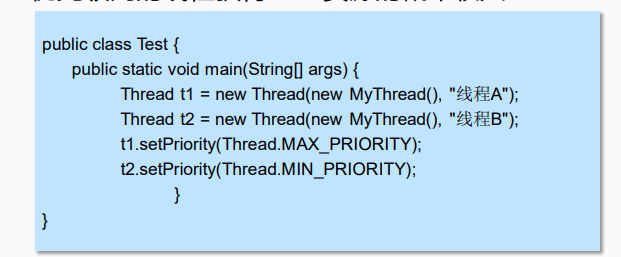 public class Test {
public static void main(String[] args) {
Thread t1 = new Thread(new MyThread(), "线程A");
Thread t2 = new Thread(new MyThread(), "线程B");
t1.setPriority(Thread.MAX_PRIORITY);
t2.setPriority(Thread.MIN_PRIORITY);
}
}